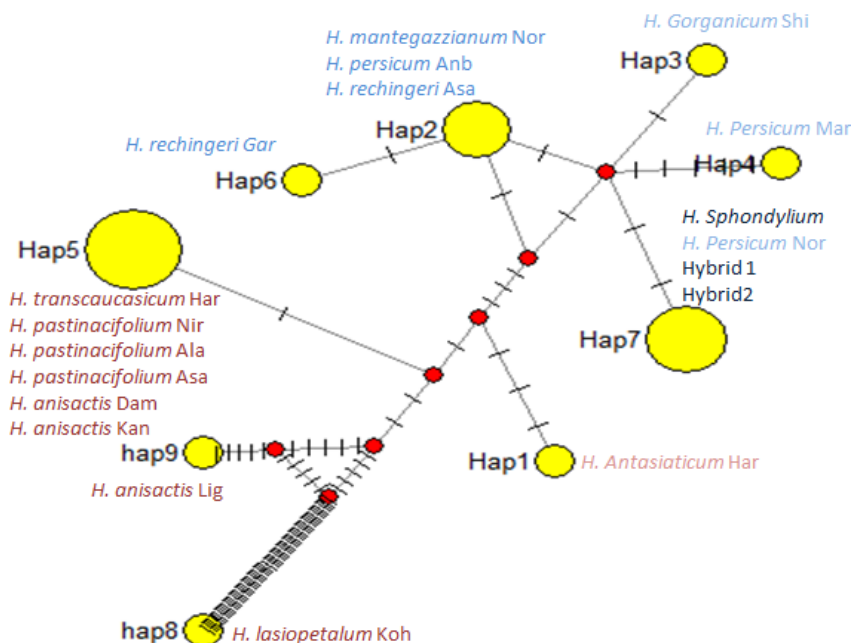 H. Gorganicum Shi
Hap3
H. mantegazzianum Nor
H. persicum Anb
H. rechingeri Asa
Hap2
H. Persicum Mar
Hap4
H. rechingeri Gar
Hap6
H. Sphondylium
H. Persicum Nor
Hybrid 1
Hybrid2
Hap7
Hap5
H. transcaucasicum Har
H. pastinacifolium Nir
H. pastinacifolium Ala
H. pastinacifolium Asa
H. anisactis Dam
H. anisactis Kan
hap9
H. anisactis Lig
Hap1
H. Antasiaticum Har
hap8
H. lasiopetalum Koh